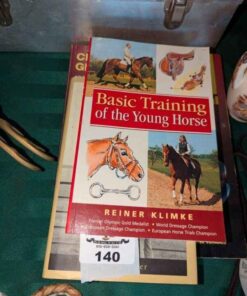 Basic Training
of the Young Horse
REINER KLIMKE
Former Olympic Gold Medalist • World Dressage Champion
European Dressage Champion • European Horse Trials Champion
140